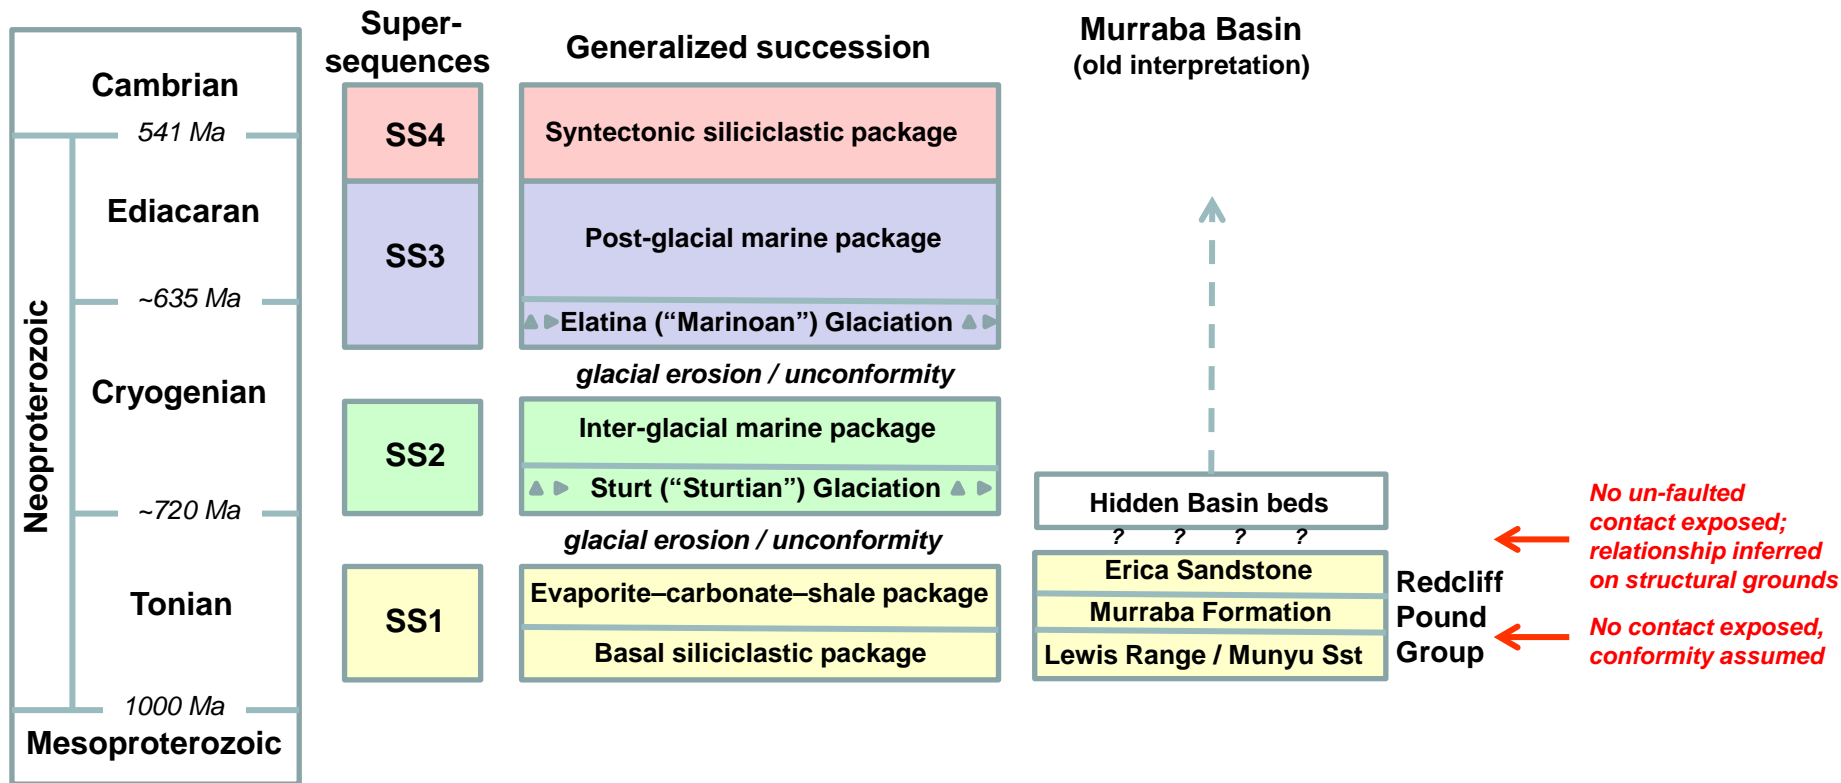 Cambrian
541 Ma
Ediacaran
~635 Ma
Neoproterozoic
Cryogenian
~720 Ma
Tonian
1000 Ma
Mesoproterozoic
Super-
sequences
SS4
SS3
SS2
SS1
Generalized succession
Syntectonic siliciclastic package
Post-glacial marine package
Elatina (“Marinoan”) Glaciation
glacial erosion / unconformity
Inter-glacial marine package
Sturt (“Sturtian”) Glaciation
glacial erosion / unconformity
Evaporite–carbonate–shale package
Basal siliciclastic package
Murraba Basin
(old interpretation)
Hidden Basin beds
? ? ? ?
Erica Sandstone
Murraba Formation
Lewis Range / Munyu Sst
Redcliff
Pound
Group
No un-faulted
contact exposed;
relationship inferred
on structural grounds
No contact exposed,
conformity assumed